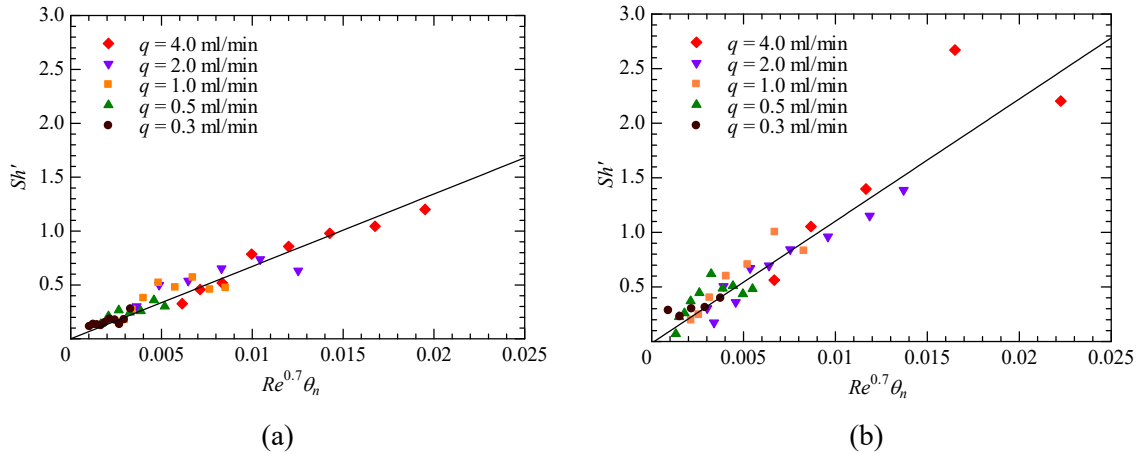 3.0
2.5
2.0
1.5
1.0
0.5
0
0.005
0.01
0.015
0.02
0.025
Sh'
Re^0.7 θn
q = 4.0 ml/min
q = 2.0 ml/min
q = 1.0 ml/min
q = 0.5 ml/min
q = 0.3 ml/min
(a)
3.0
2.5
2.0
1.5
1.0
0.5
0
0.005
0.01
0.015
0.02
0.025
Sh'
Re^0.7 θn
q = 4.0 ml/min
q = 2.0 ml/min
q = 1.0 ml/min
q = 0.5 ml/min
q = 0.3 ml/min
(b)